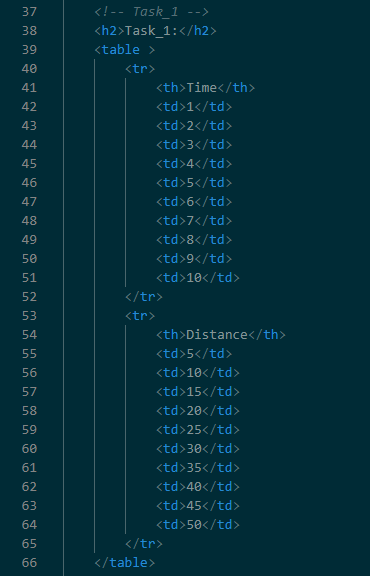 37 <!-- Task_1 -->
38 <h2>Task_1:</h2>
39 <table >
40 <tr>
41 <th>Time</th>
42 <td>1</td>
43 <td>2</td>
44 <td>3</td>
45 <td>4</td>
46 <td>5</td>
47 <td>6</td>
48 <td>7</td>
49 <td>8</td>
50 <td>9</td>
51 <td>10</td>
52 </tr>
53 <tr>
54 <th>Distance</th>
55 <td>5</td>
56 <td>10</td>
57 <td>15</td>
58 <td>20</td>
59 <td>25</td>
60 <td>30</td>
61 <td>35</td>
62 <td>40</td>
63 <td>45</td>
64 <td>50</td>
65 </tr>
66 </table>